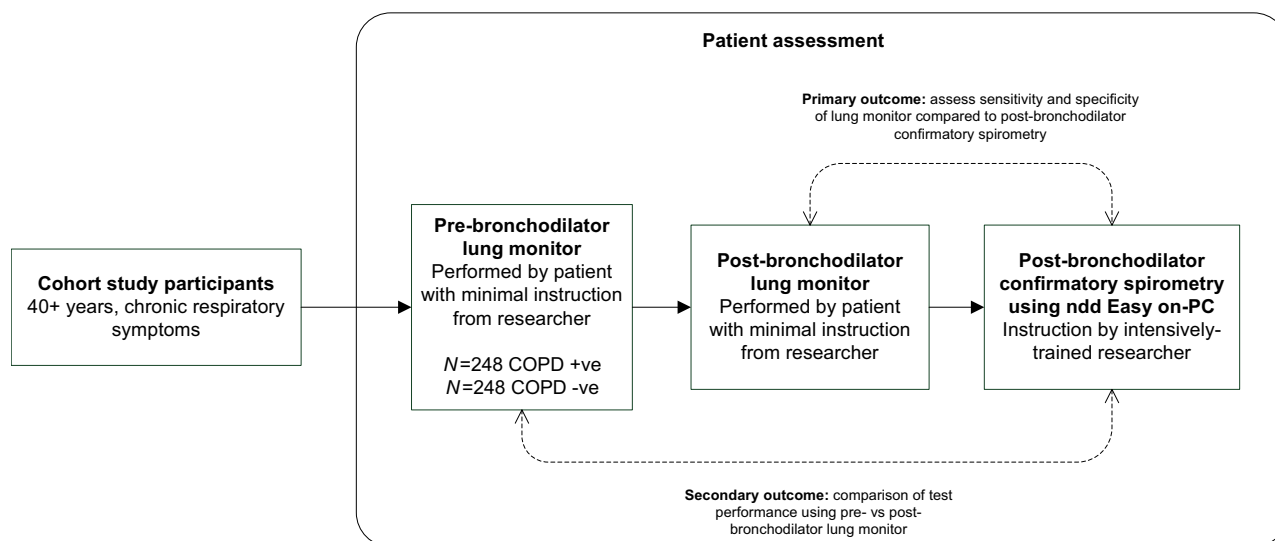 Patient assessment
Primary outcome: assess sensitivity and specificity
of lung monitor compared to post-bronchodilator
confirmatory spirometry
Cohort study participants
40+ years, chronic respiratory
symptoms
Pre-bronchodilator
lung monitor
Performed by patient
with minimal instruction
from researcher
N=248 COPD +ve
N=248 COPD -ve
Post-bronchodilator
lung monitor
Performed by patient
with minimal instruction
from researcher
Post-bronchodilator
confirmatory spirometry
using ndd Easy on-PC
Instruction by intensively-
trained researcher
Secondary outcome: comparison of test
performance using pre- vs post-
bronchodilator lung monitor